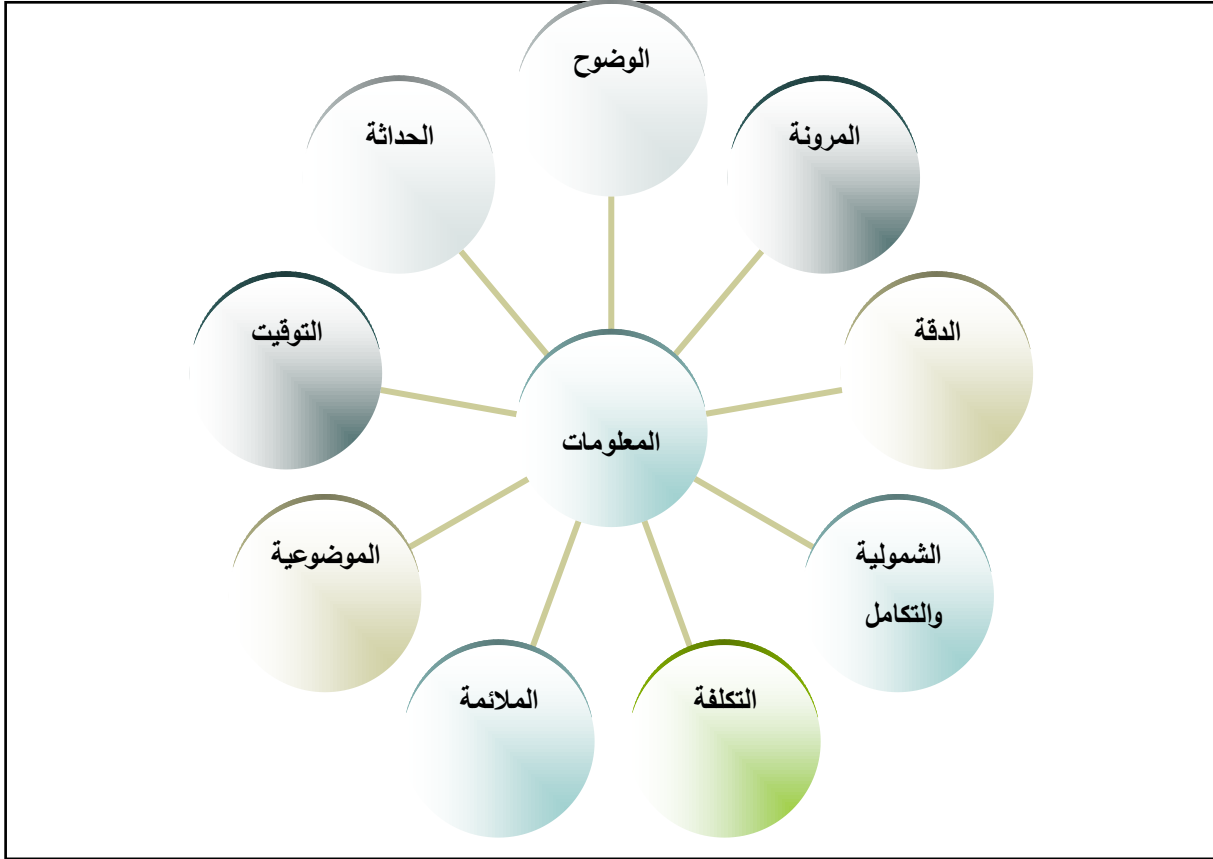 الوضوح
المرونة
الحداثة
الدقة
التوقيت
المعلومات
الشمولية
والتكامل
الموضوعية
التكلفة
الملائمة